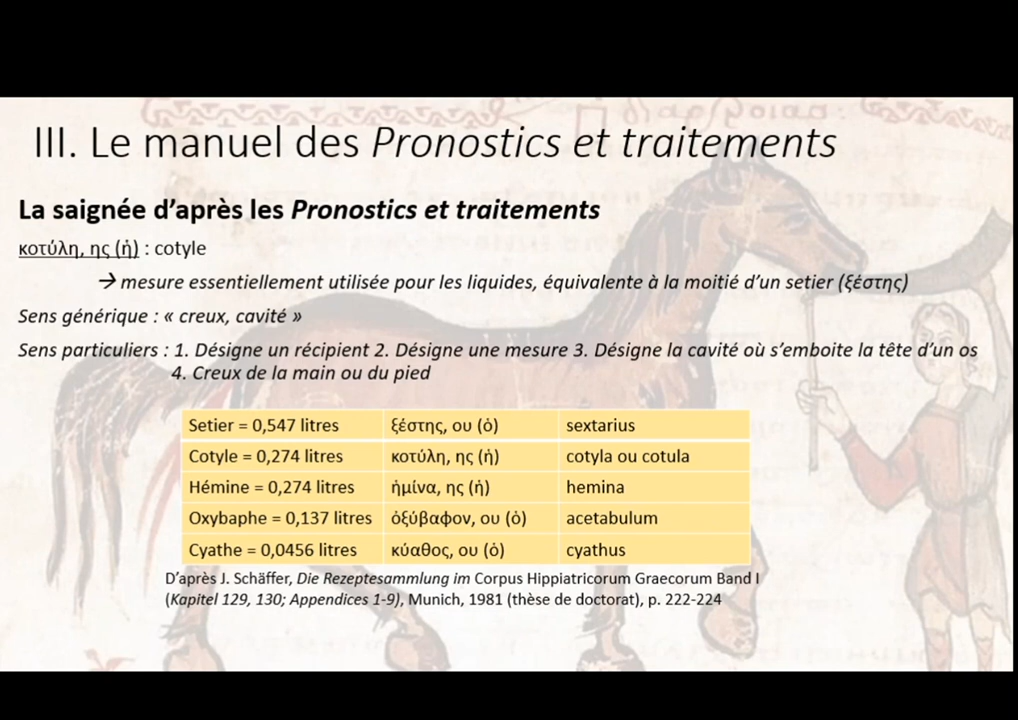 III. Le manuel des Pronostics et traitements
La saignée d’après les Pronostics et traitements
κοτύλη, ης (ἡ) : cotyle
→ mesure essentiellement utilisée pour les liquides, équivalente à la moitié d’un setier (ξέστης)
Sens générique : « creux, cavité »
Sens particuliers : 1. Désigne un récipient 2. Désigne une mesure 3. Désigne la cavité où s’emboite la tête d’un os
4. Creux de la main ou du pied
Setier = 0,547 litres ξέστης, ου (ὁ) sextarius
Cotyle = 0,274 litres κοτύλη, ης (ἡ) cotyla ou cotula
Hémine = 0,274 litres ἡμίνα, ης (ἡ) hemina
Oxybaphe = 0,137 litres ὀξύβαφον, ου (ὁ) acetabulum
Cyathe = 0,0456 litres κύαθος, ου (ὁ) cyathus
D’après J. Schäffer, Die Rezeptesammlung im Corpus Hippiatricorum Graecorum Band I
(Kapitel 129, 130; Appendices 1-9), Munich, 1981 (thèse de doctorat), p. 222-224